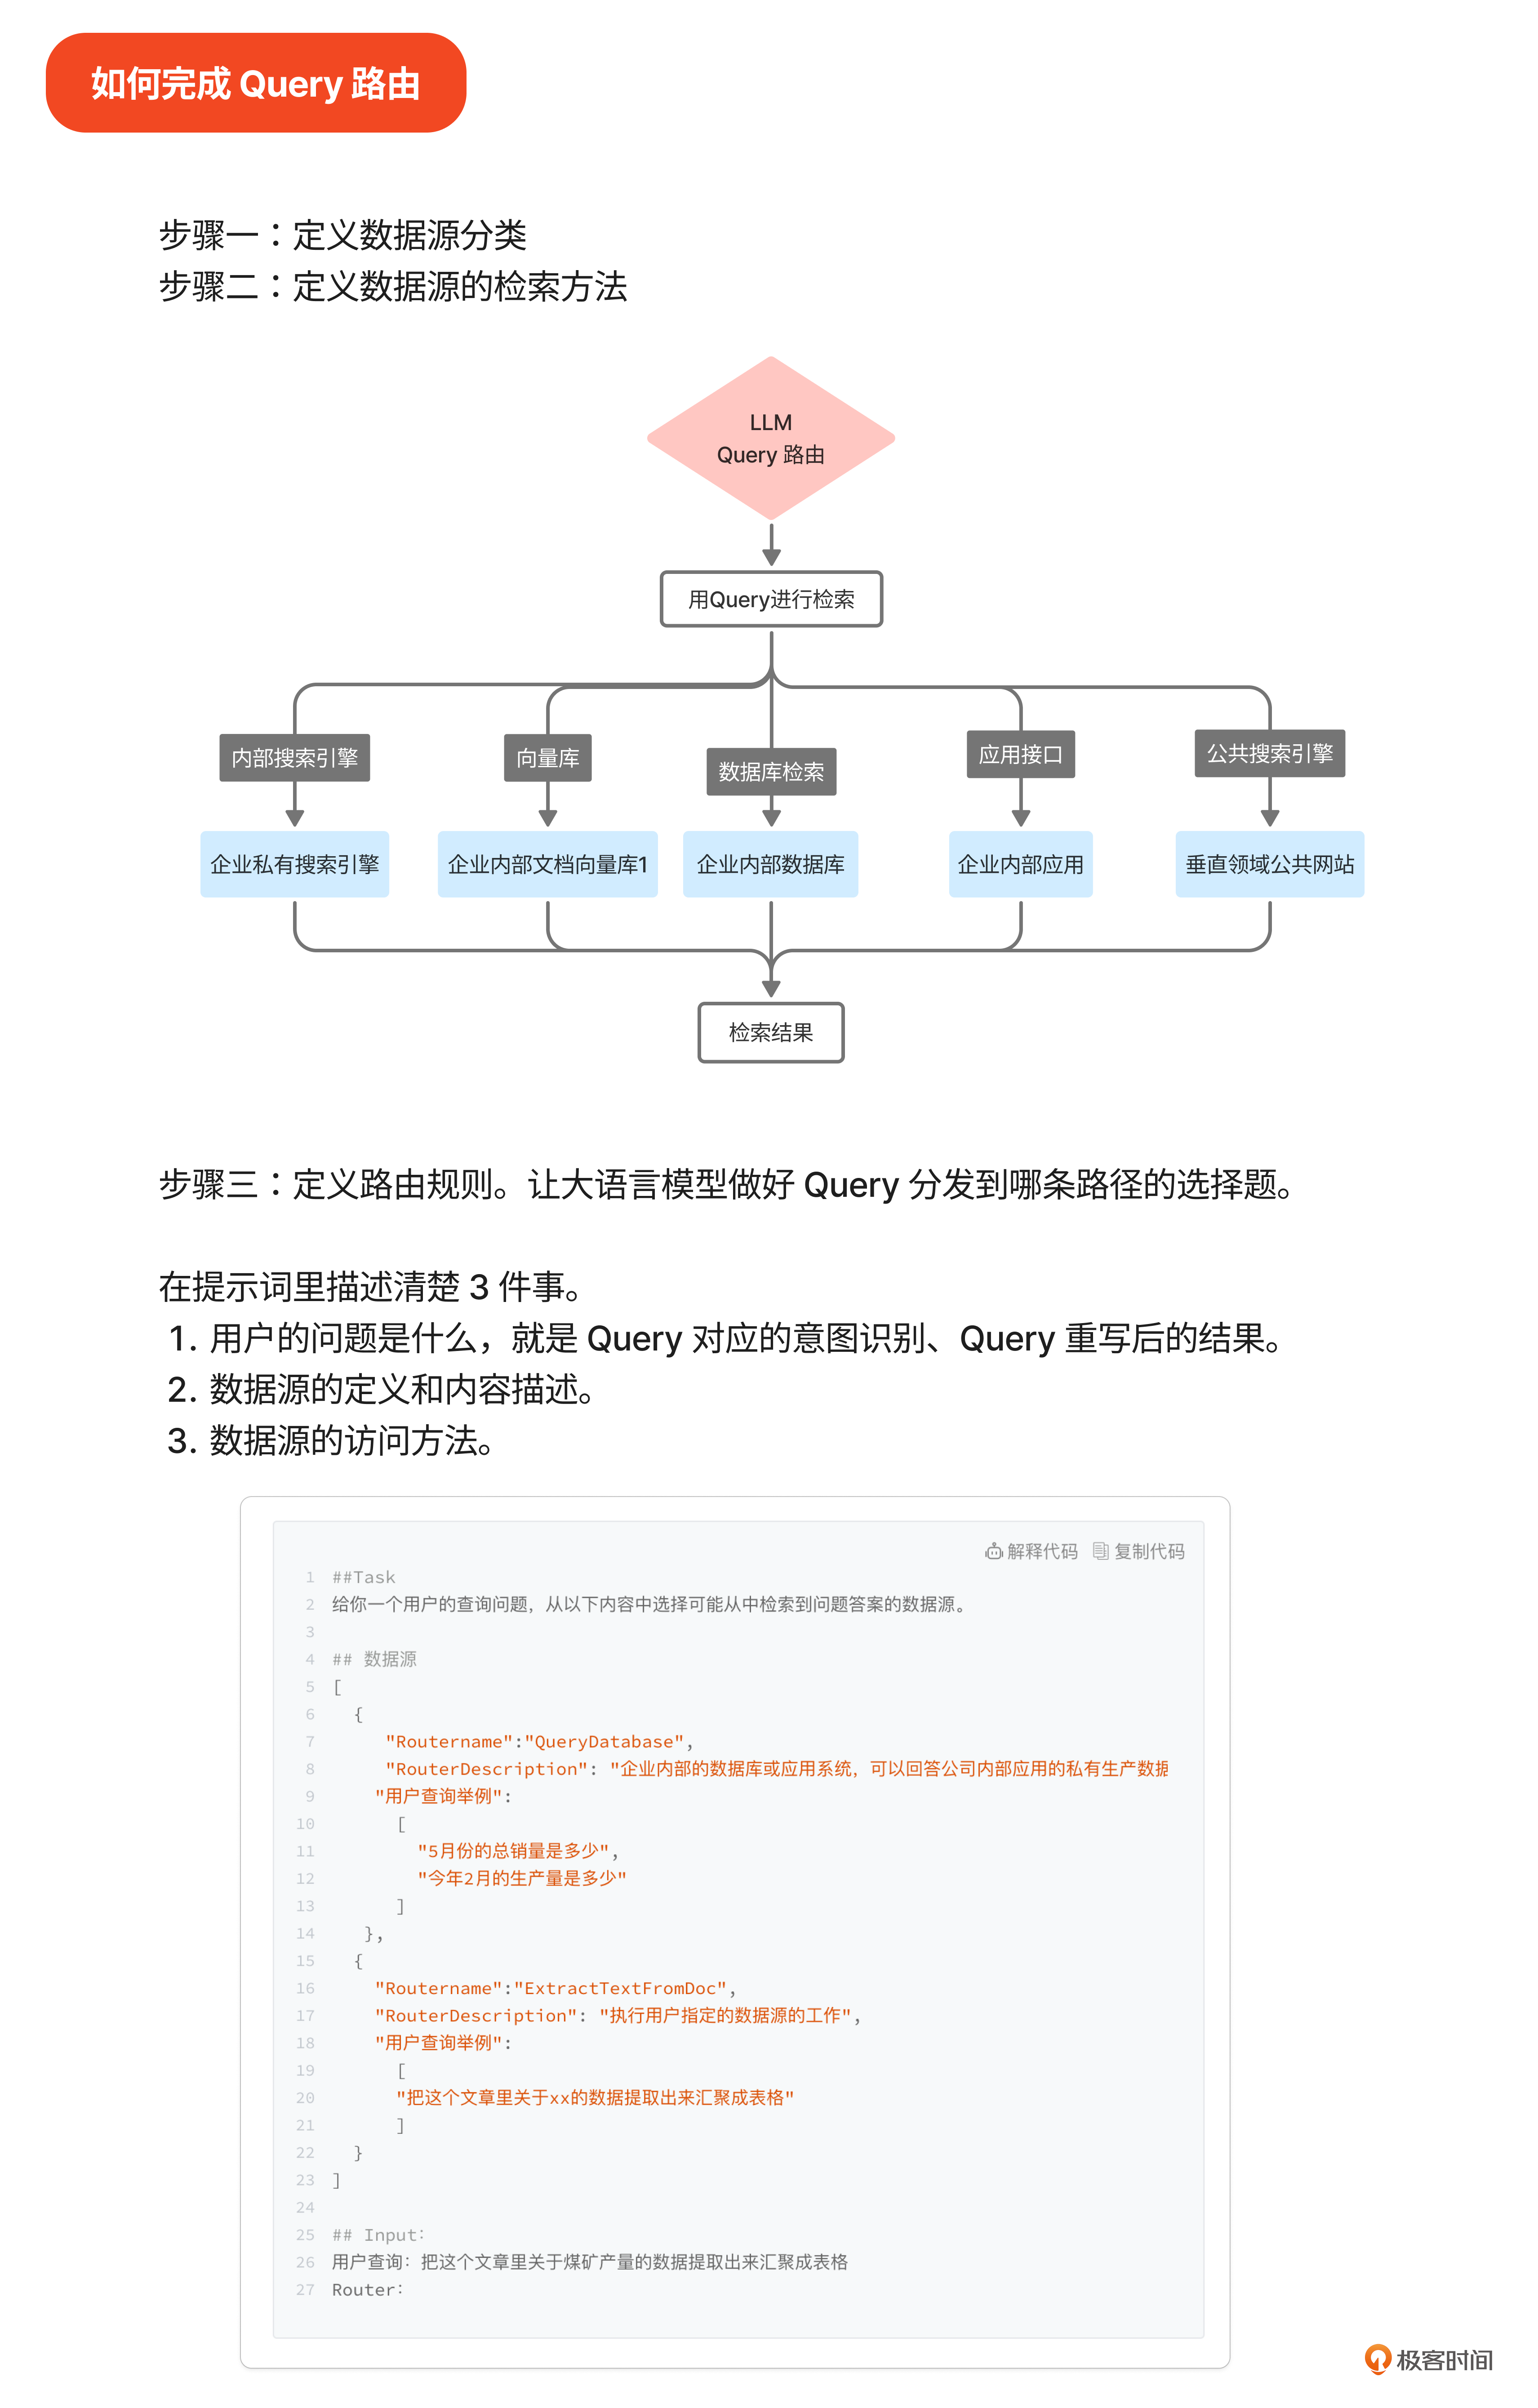 如何完成 Query 路由
步骤一：定义数据源分类
步骤二：定义数据源的检索方法
LLM
Query 路由
用Query进行检索
内部搜索引擎
向量库
数据库检索
应用接口
公共搜索引擎
企业私有搜索引擎
企业内部文档向量库1
企业内部数据库
企业内部应用
垂直领域公共网站
检索结果
步骤三：定义路由规则。让大语言模型做好 Query 分发到哪条路径的选择题。
在提示词里描述清楚 3 件事。
1. 用户的问题是什么，就是 Query 对应的意图识别、Query 重写后的结果。
2. 数据源的定义和内容描述。
3. 数据源的访问方法。
解释代码 复制代码
1 ##Task
2 给你一个用户的查询问题，从以下内容中选择可能从中检索到问题答案的数据源。
3
4 ## 数据源
5 [
6 {
7 "Routername":"QueryDatabase",
8 "RouterDescription": "企业内部的数据库或应用系统，可以回答公司内部应用的私有生产数据
9 "用户查询举例":
10 [
11 "5月份的总销量是多少",
12 "今年2月的生产量是多少"
13 ]
14 },
15 {
16 "Routername":"ExtractTextFromDoc",
17 "RouterDescription": "执行用户指定的数据源的工作",
18 "用户查询举例":
19 [
20 "把这个文章里关于xx的数据提取出来汇聚成表格"
21 ]
22 }
23 ]
24
25 ## Input:
26 用户查询：把这个文章里关于煤矿产量的数据提取出来汇聚成表格
27 Router:
极客时间